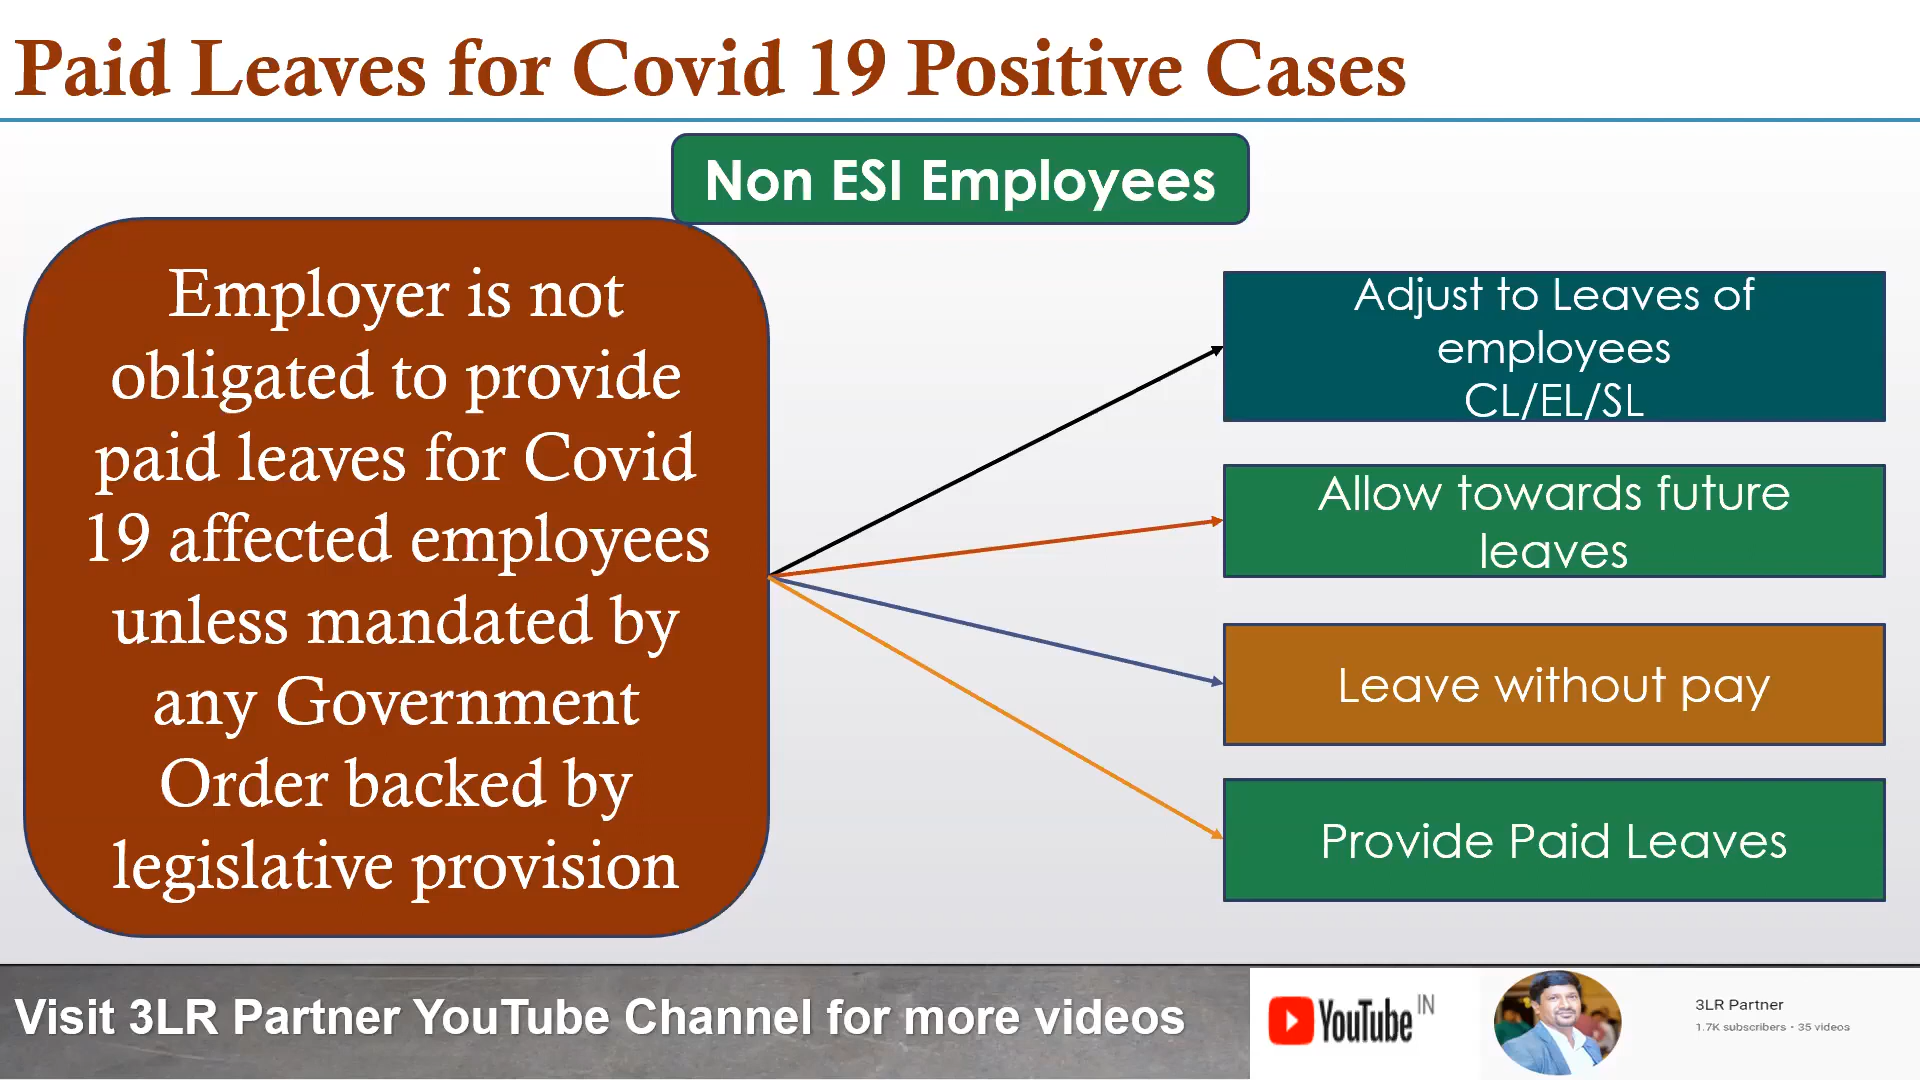 Paid Leaves for Covid 19 Positive Cases
Non ESI Employees
Employer is not
obligated to provide
paid leaves for Covid
19 affected employees
unless mandated by
any Government
Order backed by
legislative provision
Adjust to Leaves of
employees
CL/EL/SL
Allow towards future
leaves
Leave without pay
Provide Paid Leaves
Visit 3LR Partner YouTube Channel for more videos
YouTube IN
3LR Partner
1.7K subscribers • 35 videos